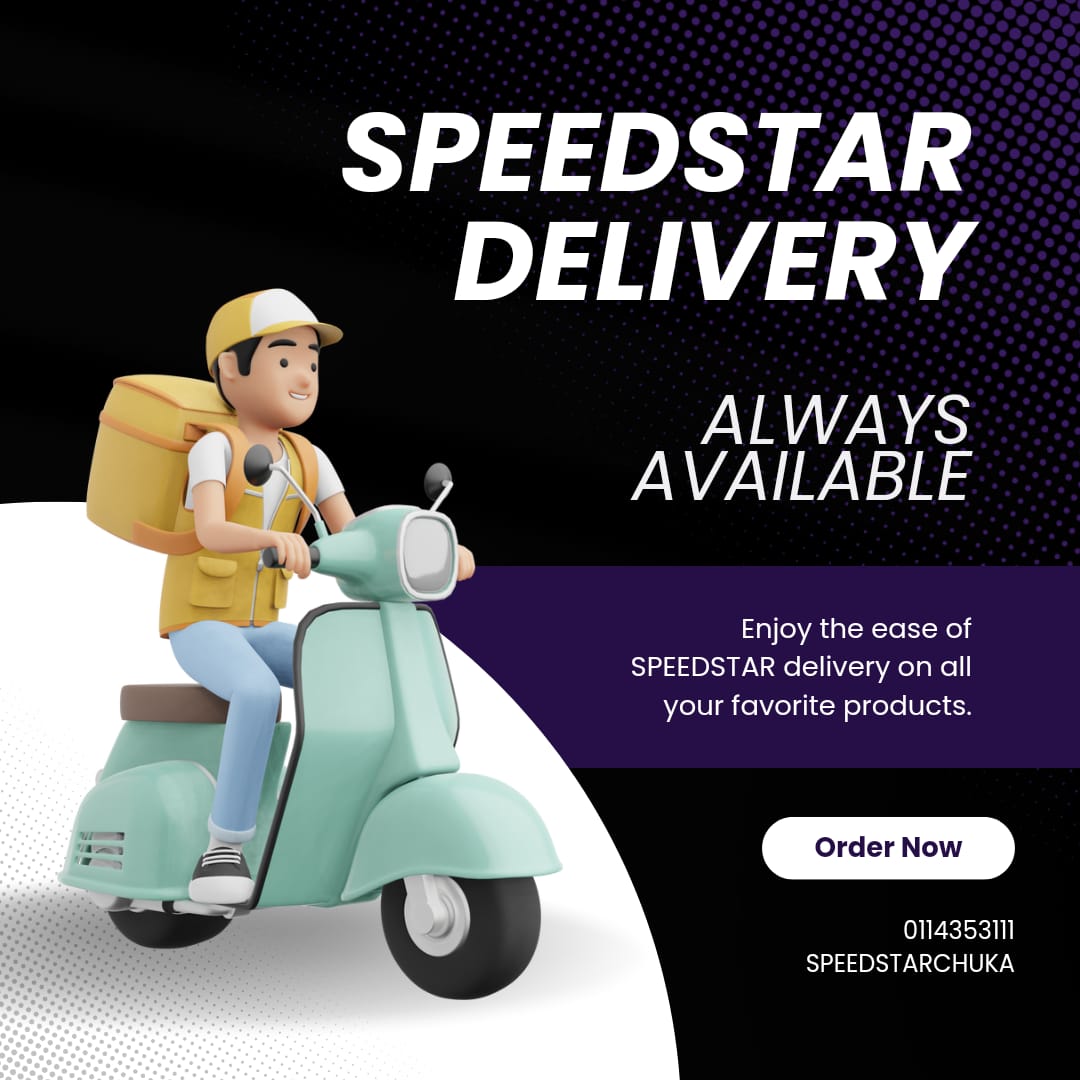 SPEEDSTAR
DELIVERY
ALWAYS
AVAILABLE
Enjoy the ease of
SPEEDSTAR delivery on all
your favorite products.
Order Now
0114353111
SPEEDSTARCHUKA